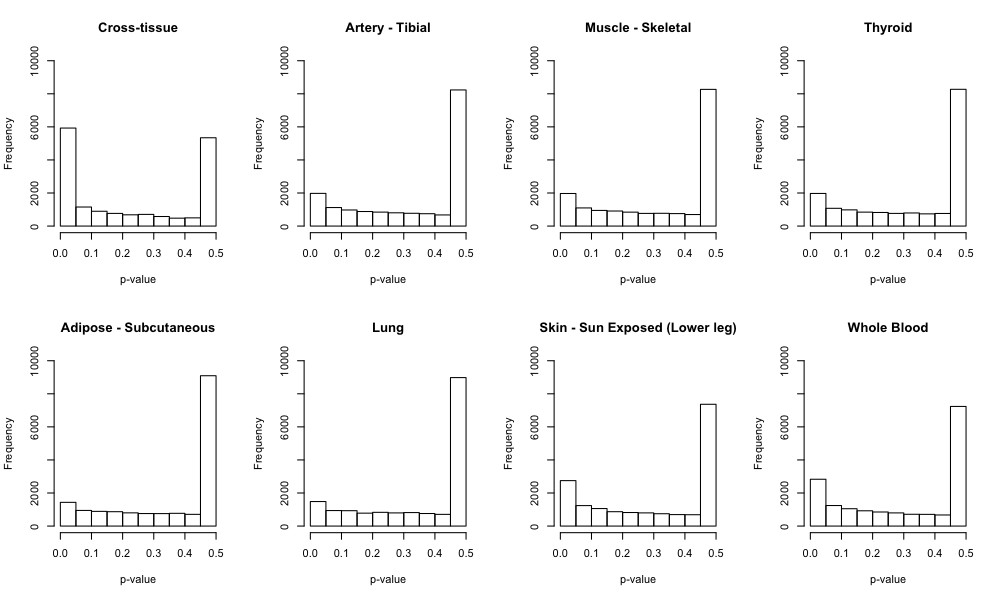 Cross-tissue
Frequency
0 2000 6000 10000
0.0 0.1 0.2 0.3 0.4 0.5
p-value
Artery - Tibial
Frequency
0 2000 6000 10000
0.0 0.1 0.2 0.3 0.4 0.5
p-value
Muscle - Skeletal
Frequency
0 2000 6000 10000
0.0 0.1 0.2 0.3 0.4 0.5
p-value
Thyroid
Frequency
0 2000 6000 10000
0.0 0.1 0.2 0.3 0.4 0.5
p-value
Adipose - Subcutaneous
Frequency
0 2000 6000 10000
0.0 0.1 0.2 0.3 0.4 0.5
p-value
Lung
Frequency
0 2000 6000 10000
0.0 0.1 0.2 0.3 0.4 0.5
p-value
Skin - Sun Exposed (Lower leg)
Frequency
0 2000 6000 10000
0.0 0.1 0.2 0.3 0.4 0.5
p-value
Whole Blood
Frequency
0 2000 6000 10000
0.0 0.1 0.2 0.3 0.4 0.5
p-value